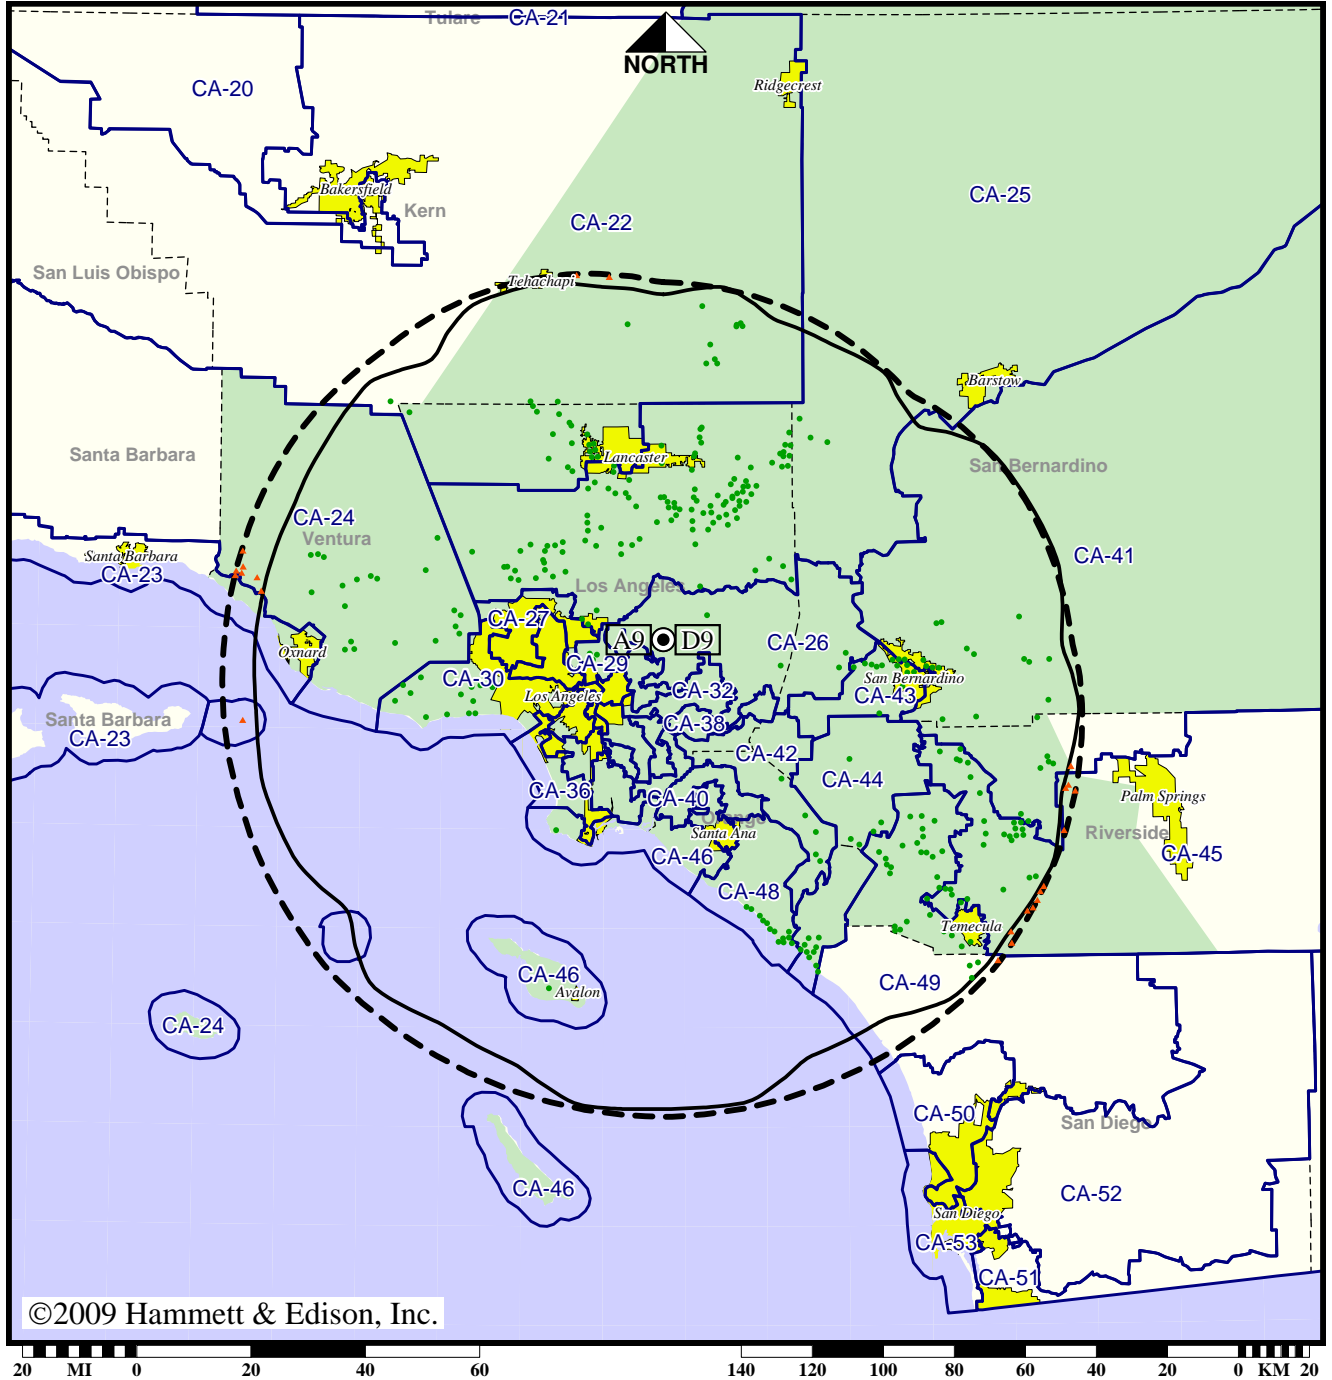 Tulare
CA-21
NORTH
CA-20
Ridgecrest
Bakersfield
Kern
CA-22
CA-25
San Luis Obispo
Tehachapi
Barstow
Santa Barbara
Lancaster
San Bernardino
CA-24
Ventura
Santa Barbara
CA-23
CA-41
Los Angeles
CA-27
A9
D9
CA-26
Oxnard
CA-29
CA-30
Los Angeles
CA-32
San Bernardino
CA-43
Santa Barbara
CA-23
CA-38
CA-42
CA-44
CA-36
CA-40
Palm Springs
Orange
Santa Ana
Riverside
CA-46
CA-45
CA-48
Temecula
CA-46
Avalon
CA-49
CA-24
CA-50
San Diego
CA-46
CA-52
San Diego
CA-53
CA-51
©2009 Hammett & Edison, Inc.
20 MI 0 20 40 60 140 120 100 80 60 40 20 0 KM 20